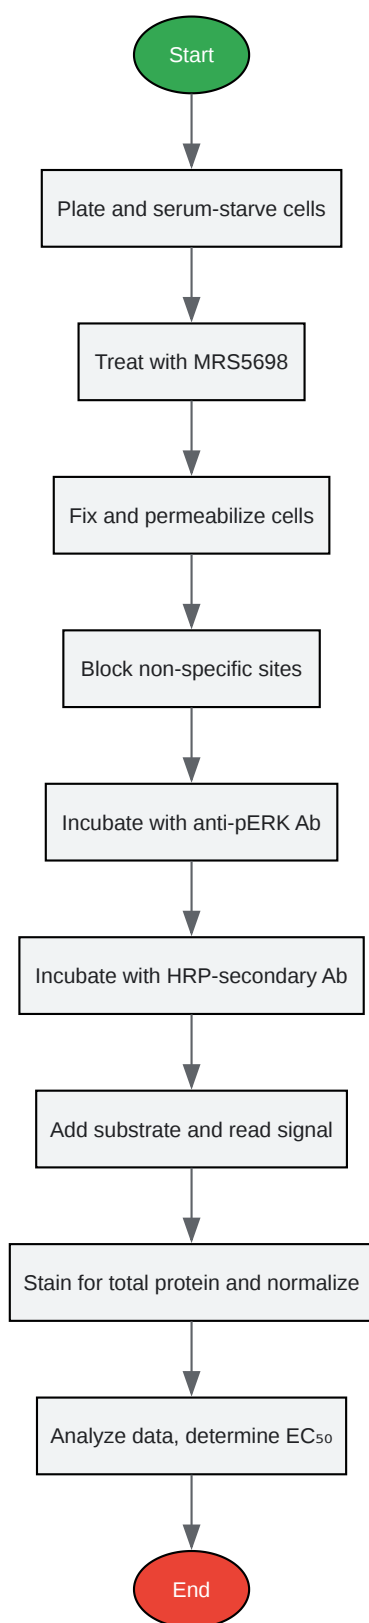 Start
Plate and serum-starve cells
Treat with MRS5698
Fix and permeabilize cells
Block non-specific sites
Incubate with anti-pERK Ab
Incubate with HRP-secondary Ab
Add substrate and read signal
Stain for total protein and normalize
Analyze data, determine EC₅₀
End